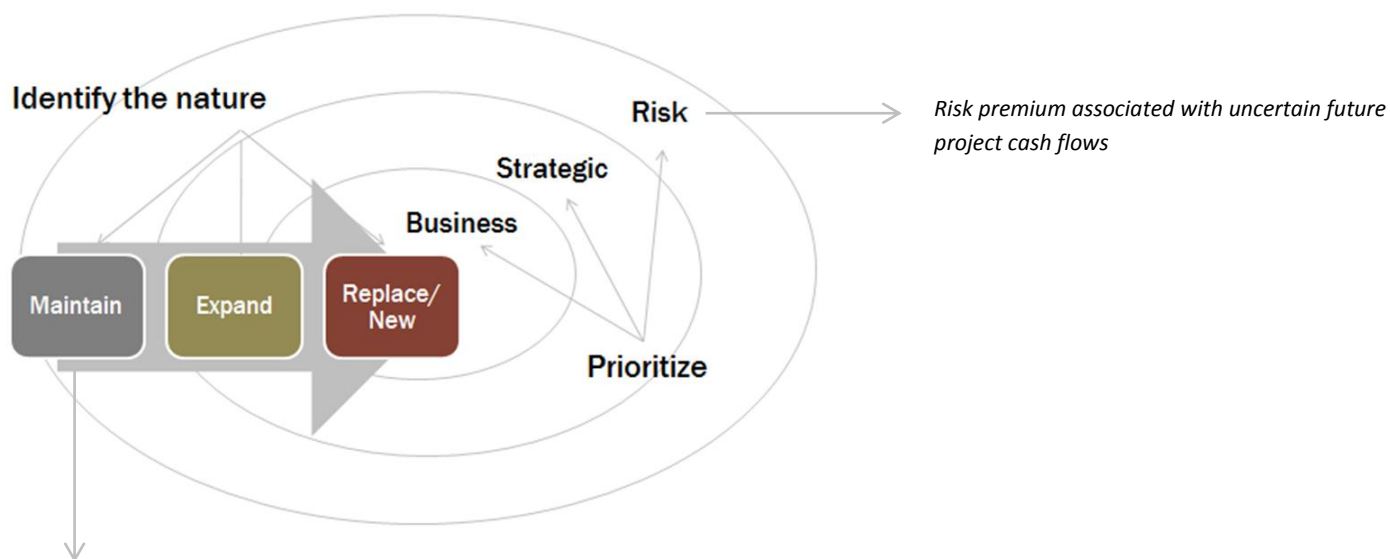 Identify the nature
Risk
Risk premium associated with uncertain future
project cash flows
Strategic
Business
Maintain
Expand
Replace/
New
Prioritize